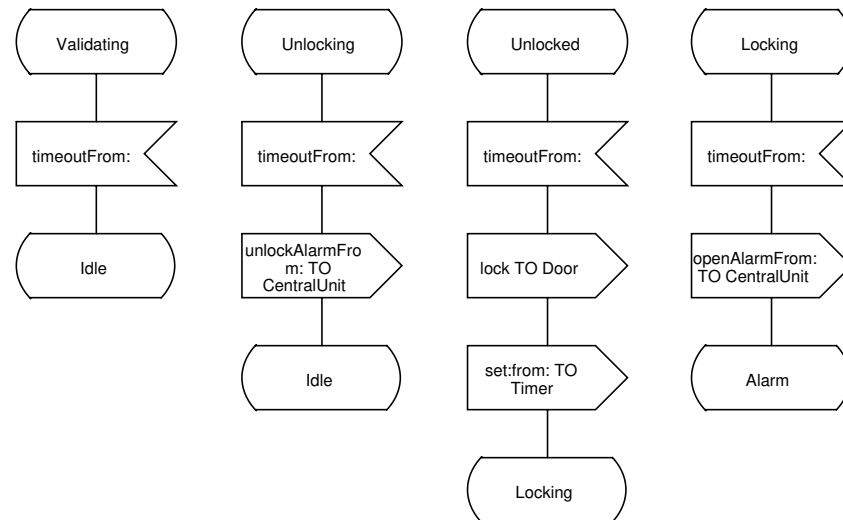 Validating
timeoutFrom:
Idle
Unlocking
timeoutFrom:
unlockAlarmFro
m: TO
CentralUnit
Idle
Unlocked
timeoutFrom:
lock TO Door
set:from: TO
Timer
Locking
Locking
timeoutFrom:
openAlarmFrom:
TO CentralUnit
Alarm